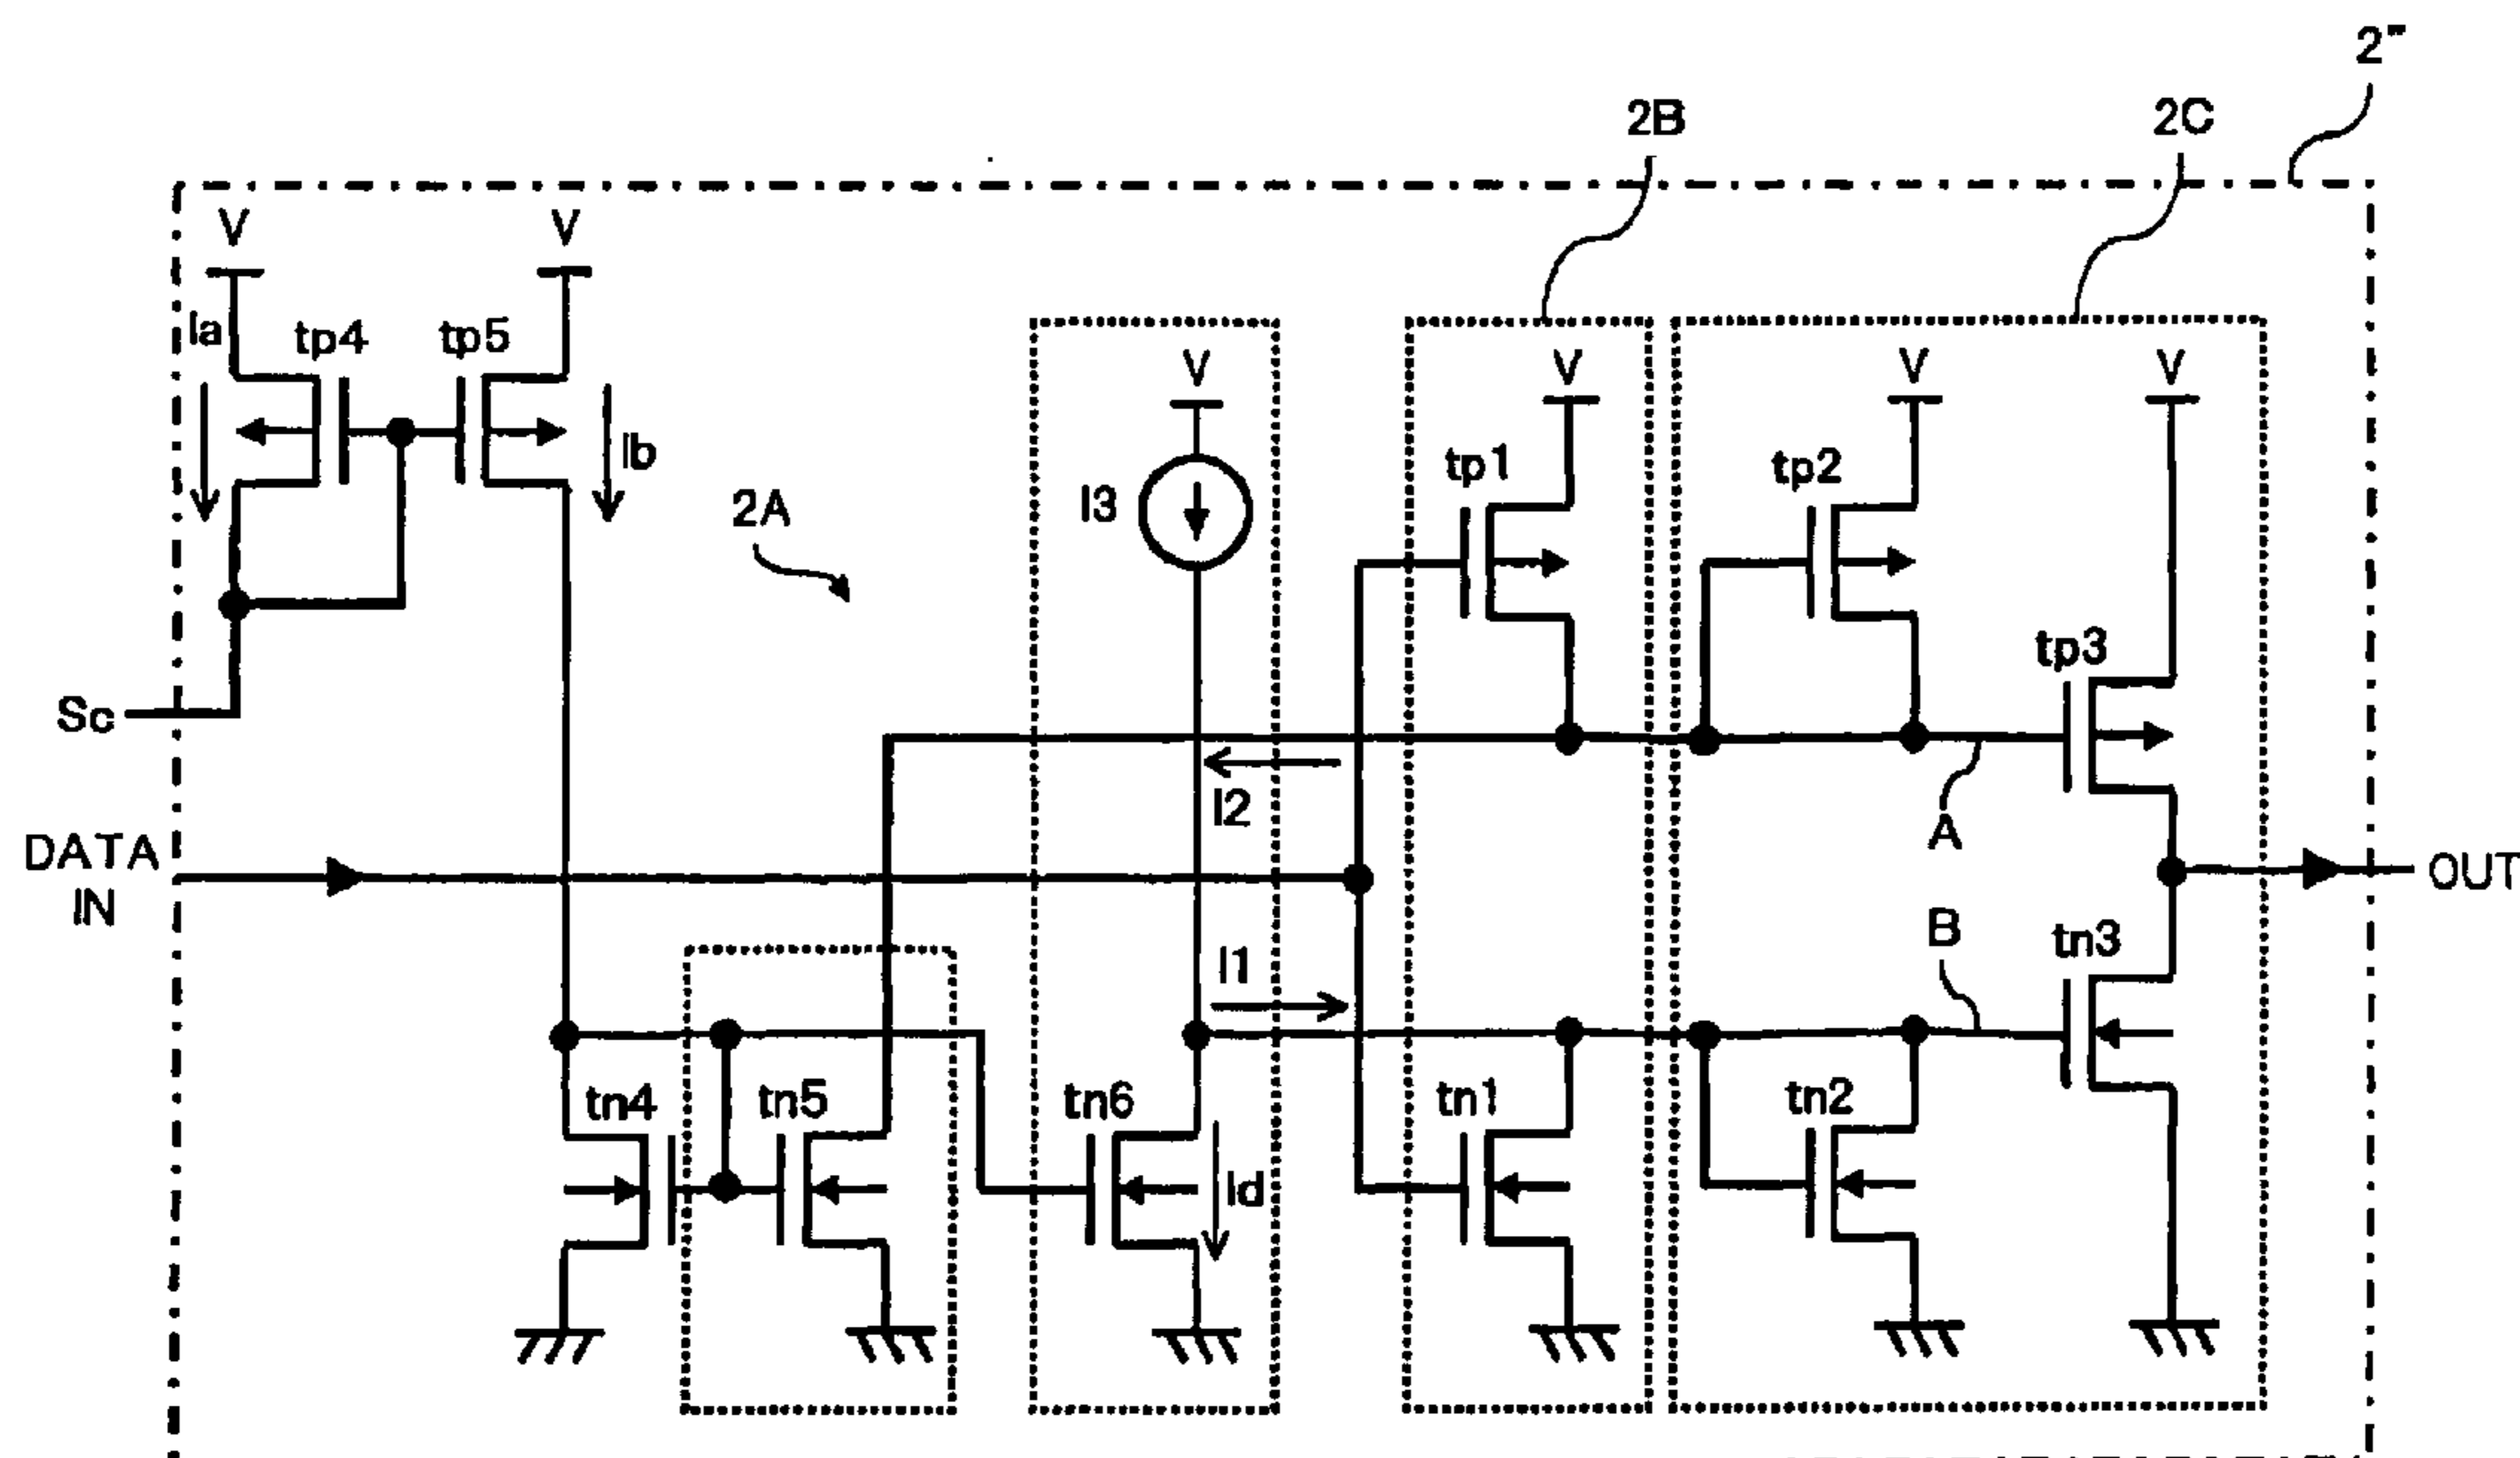 2"
2B
2C
V
V
Ia
tp4
tp5
Ib
2A
V
I3
V
tp1
V
tp2
V
tp3
Sc
I2
A
DATA
IN
OUT
I1
B
tn3
tn4
tn5
tn6
Id
tn1
tn2